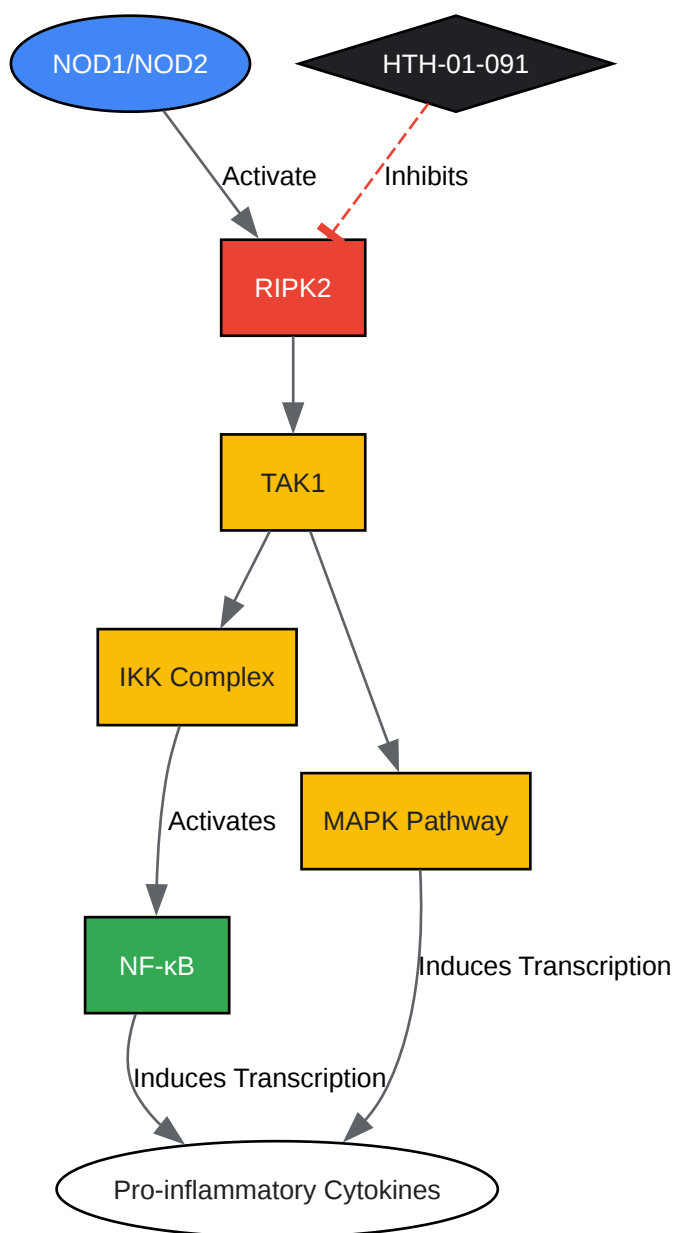 NOD1/NOD2
HTH-01-091
Activate
Inhibits
RIPK2
TAK1
IKK Complex
MAPK Pathway
Activates
NF-κB
Induces Transcription
Induces Transcription
Pro-inflammatory Cytokines